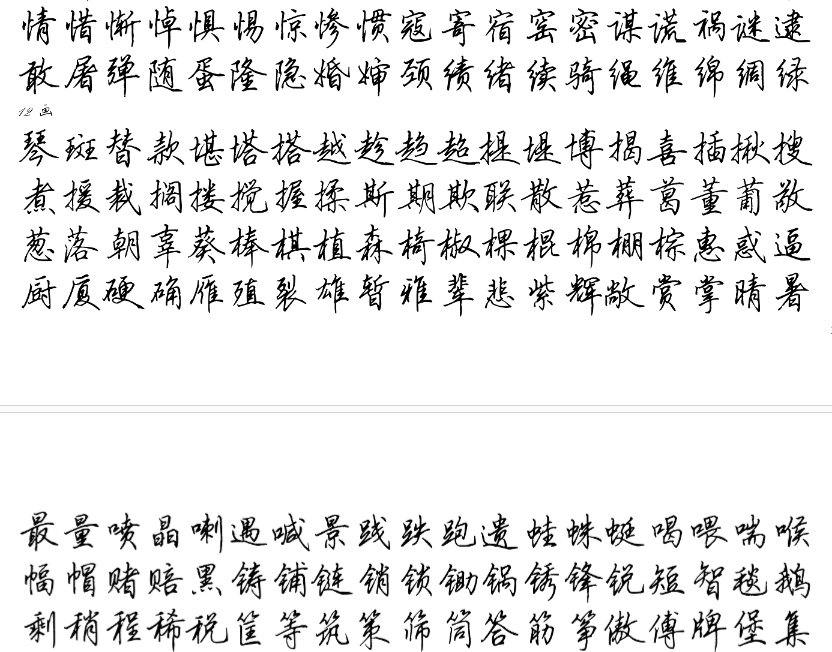 情惜惭悼惧惕惊惨惯寇寄宿窑密谋谎祸谜逮
敢屠弹随蛋隆隐婚婶颈绩绪续骑绳维绵绸绿
12画
琴斑替款堪塔搭越趁趋超提堤博揭喜插揪搜
煮援裁搁搂搅握揉斯期欺联散惹葬葛董葡敬
葱落朝辜葵棒棋植森椅椒棵棍棉棚棕惠惑逼
厨厦硬确雁殖裂雄暂雅辈悲紫辉敞赏掌晴暑
最量喷晶喇遇喊景践跌跑遗蛙蛛蜓喝喂喘喉
幅帽赌赔黑铸铺链销锁锄锅锈锋锐短智毯鹅
剩稍程稀税筐等筑策筛筒答筋筝傲傅牌堡集